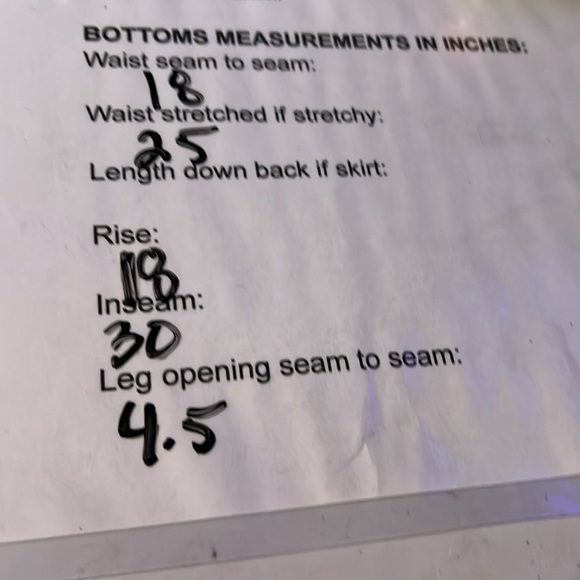 BOTTOMS MEASUREMENTS IN INCHES:
Waist seam to seam:
18
Waist stretched if stretchy:
25
Length down back if skirt:
Rise:
18
Inseam:
30
Leg opening seam to seam:
4.5